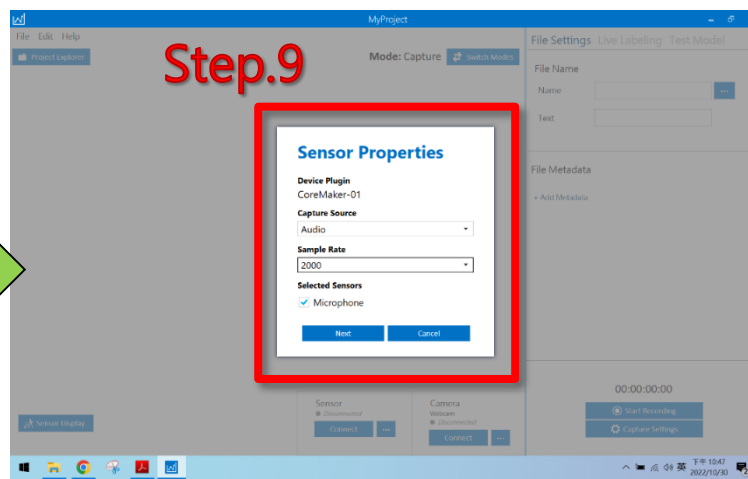 MyProject
File Edit Help
Project Explorer
Step.9
Mode: Capture
Switch Modes
File Settings Live Labeling Test Model
File Name
Name
...
Text
File Metadata
+ Add Metadata
Sensor Properties
Device Plugin
CoreMaker-01
Capture Source
Audio
Sample Rate
2000
Selected Sensors
Microphone
Next Cancel
Sensor Display
Sensor
Disconnected
Connect ...
Camera
Webcam
Disconnected
Connect ...
00:00:00:00
Start Recording
Capture Settings
英
下午 10:47
2022/10/30
2